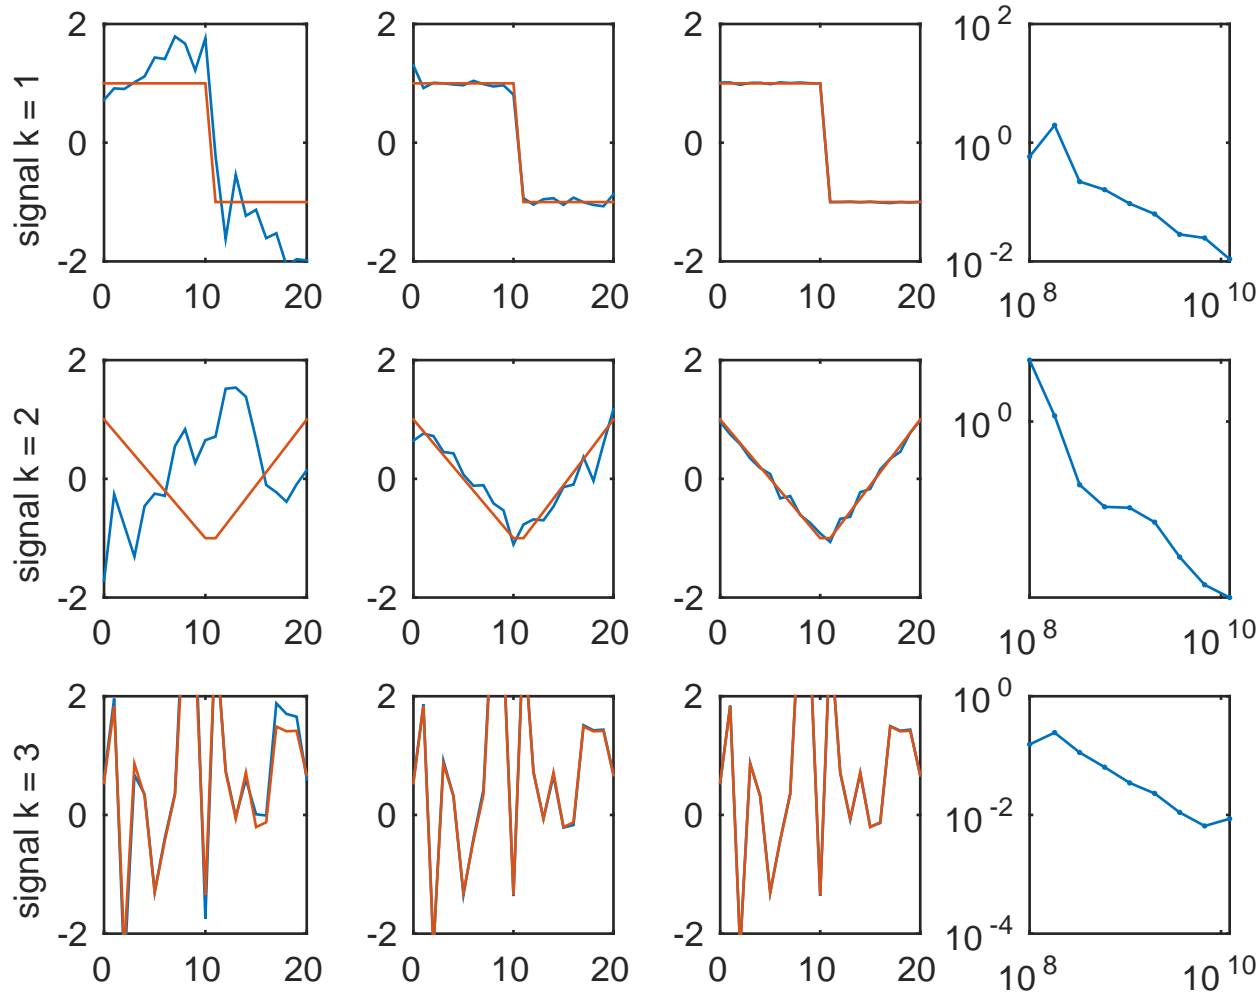 2 2 2 10^2
signal k = 1
0 0 0 10^0
-2 -2 -2 10^-2
0 10 20 0 10 20 0 10 20 10^8 10^10
2 2 2
signal k = 2
0 0 0 10^0
-2 -2 -2
0 10 20 0 10 20 0 10 20 10^8 10^10
2 2 2 10^0
signal k = 3
0 0 0 10^-2
-2 -2 -2 10^-4
0 10 20 0 10 20 0 10 20 10^8 10^10